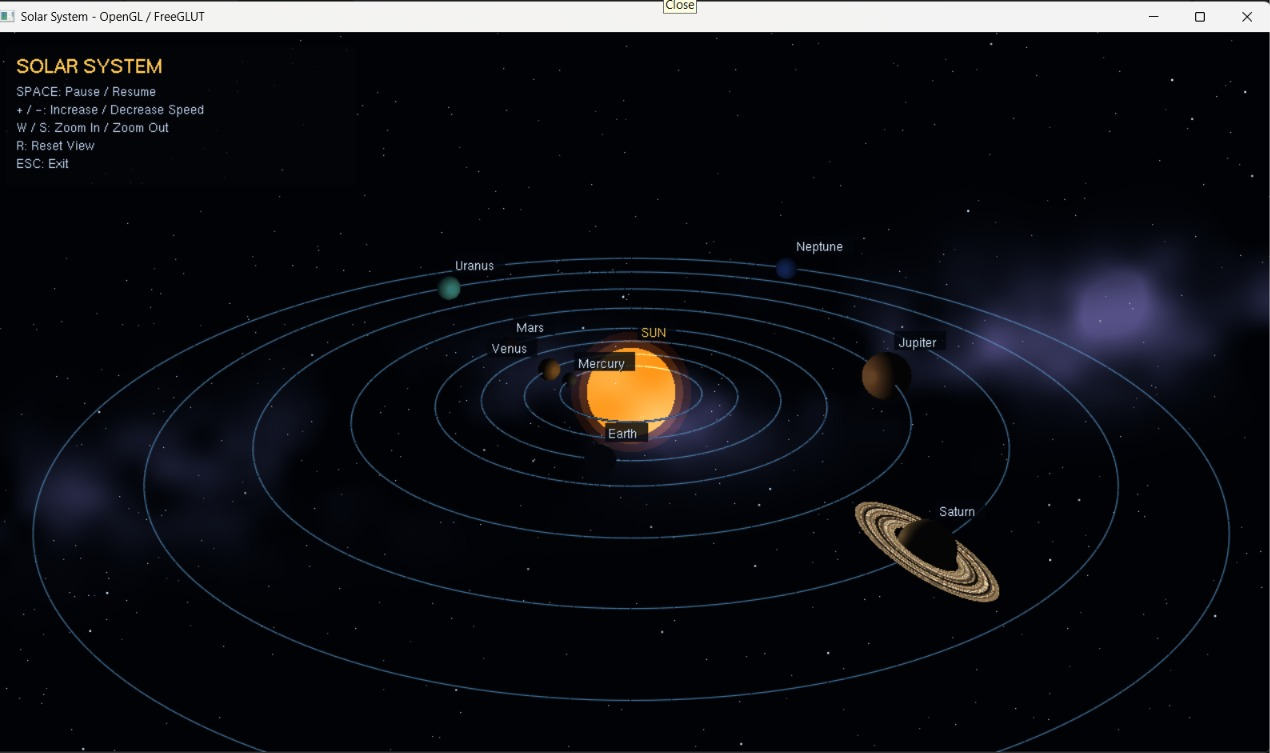 Close
Solar System - OpenGL / FreeGLUT
SOLAR SYSTEM
SPACE: Pause / Resume
+ / -: Increase / Decrease Speed
W / S: Zoom In / Zoom Out
R: Reset View
ESC: Exit
Neptune
Uranus
Mars
SUN
Venus
Jupiter
Mercury
Earth
Saturn